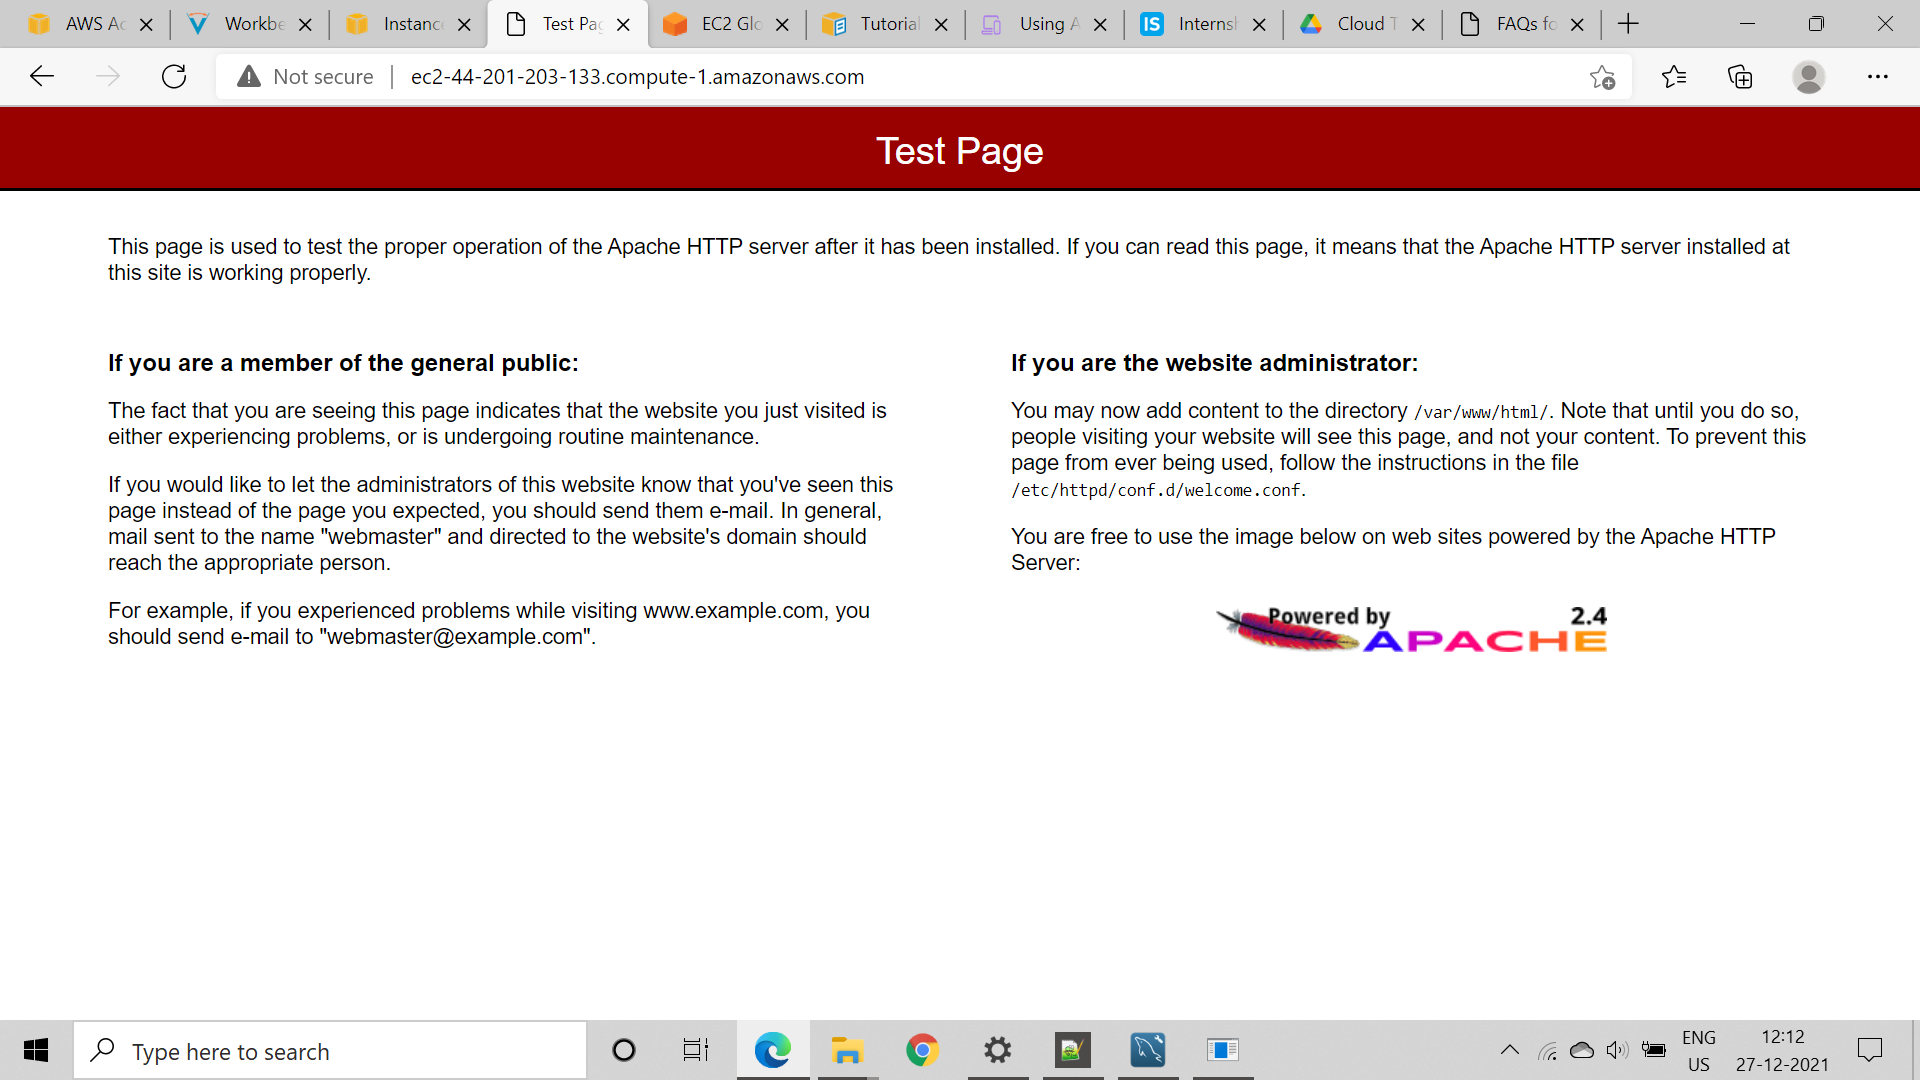 AWS Ac
Workbe
Instanc
Test Pag
EC2 Glo
Tutorial
Using A
IS
Internsh
Cloud T
FAQs fo
Not secure
ec2-44-201-203-133.compute-1.amazonaws.com
Test Page
This page is used to test the proper operation of the Apache HTTP server after it has been installed. If you can read this page, it means that the Apache HTTP server installed at
this site is working properly.
If you are a member of the general public:
The fact that you are seeing this page indicates that the website you just visited is
either experiencing problems, or is undergoing routine maintenance.
If you would like to let the administrators of this website know that you've seen this
page instead of the page you expected, you should send them e-mail. In general,
mail sent to the name "webmaster" and directed to the website's domain should
reach the appropriate person.
For example, if you experienced problems while visiting www.example.com, you
should send e-mail to "webmaster@example.com".
If you are the website administrator:
You may now add content to the directory /var/www/html/. Note that until you do so,
people visiting your website will see this page, and not your content. To prevent this
page from ever being used, follow the instructions in the file
/etc/httpd/conf.d/welcome.conf.
You are free to use the image below on web sites powered by the Apache HTTP
Server:
Powered by 2.4
APACHE
Type here to search
ENG
US
12:12
27-12-2021